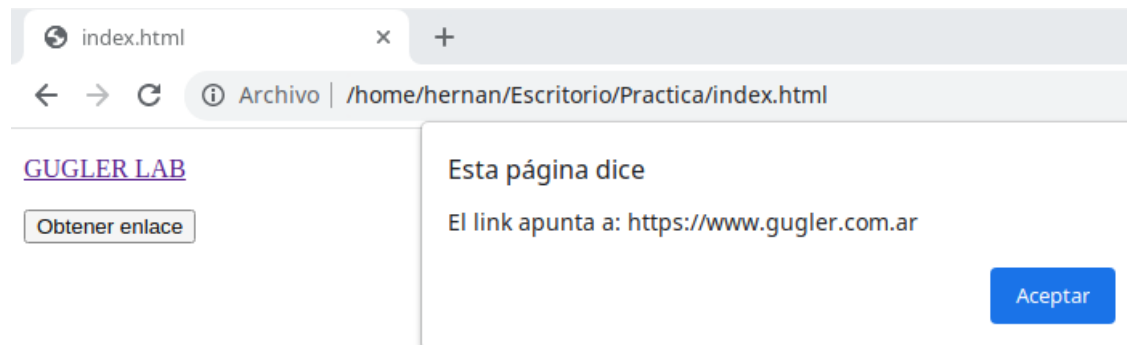 index.html
Archivo | /home/hernan/Escritorio/Practica/index.html
GUGLER LAB
Obtener enlace
Esta página dice
El link apunta a: https://www.gugler.com.ar
Aceptar